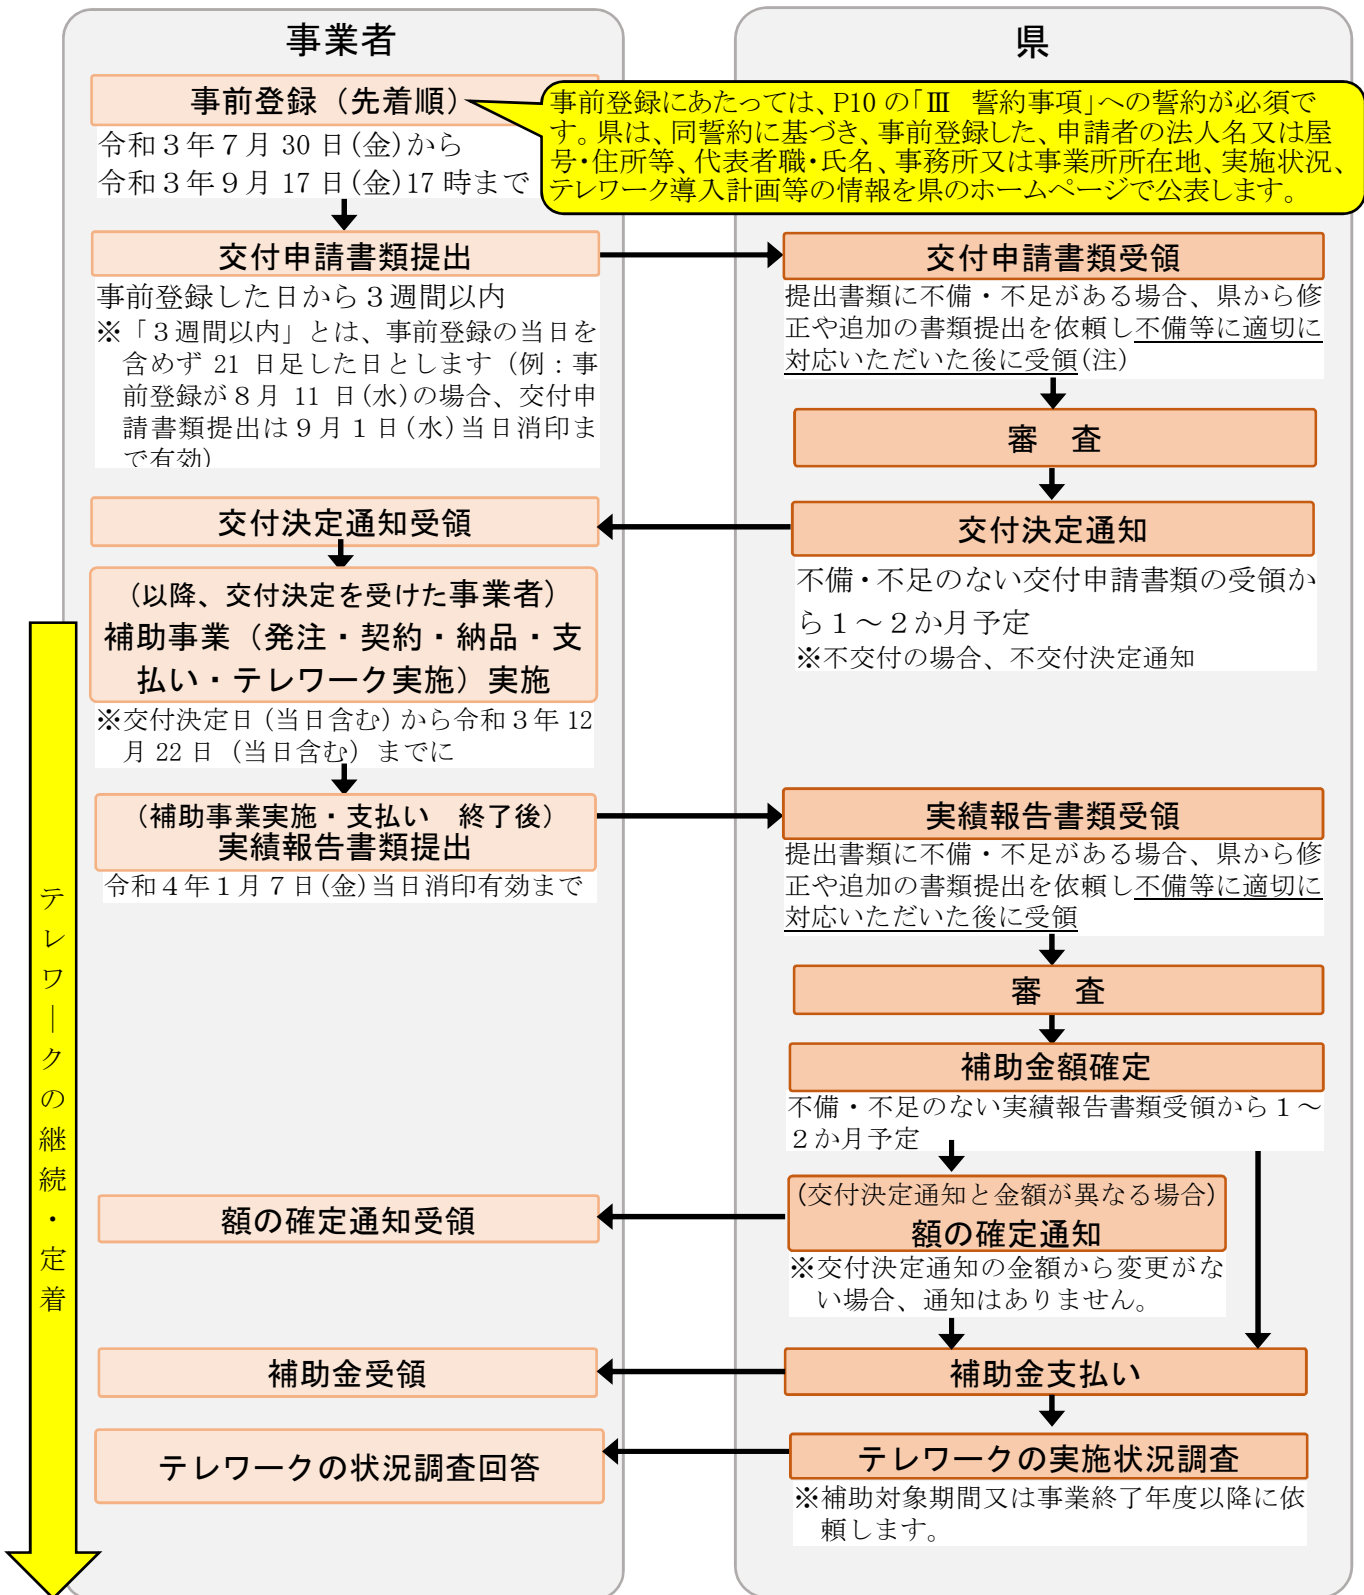 事業者
県
事前登録（先着順）
事前登録にあたっては、P10 の「Ⅲ　誓約事項」への誓約が必須で
す。県は、同誓約に基づき、事前登録した、申請者の法人名又は屋
号・住所等、代表者職・氏名、事務所又は事業所所在地、実施状況、
テレワーク導入計画等の情報を県のホームページで公表します。
令和３年７月 30 日(金)から
令和３年９月 17 日(金)17 時まで
交付申請書類提出
交付申請書類受領
事前登録した日から３週間以内
※「３週間以内」とは、事前登録の当日を
含めず 21 日足した日とします（例：事
前登録が８月 11 日(水)の場合、交付申
請書類提出は９月１日(水)当日消印ま
で有効）
提出書類に不備・不足がある場合、県から修
正や追加の書類提出を依頼し不備等に適切に
対応いただいた後に受領(注)
審　査
交付決定通知受領
交付決定通知
（以降、交付決定を受けた事業者）
補助事業（発注・契約・納品・支
払い・テレワーク実施）実施
不備・不足のない交付申請書類の受領か
ら１～２か月予定
※不交付の場合、不交付決定通知
※交付決定日（当日含む）から令和３年 12
月 22 日（当日含む）までに
（補助事業実施・支払い　終了後）
実績報告書類提出
令和４年１月７日(金)当日消印有効まで
実績報告書類受領
提出書類に不備・不足がある場合、県から修
正や追加の書類提出を依頼し不備等に適切に
対応いただいた後に受領
審　査
補助金額確定
不備・不足のない実績報告書類受領から１～
２か月予定
（交付決定通知と金額が異なる場合）
額の確定通知
額の確定通知受領
※交付決定通知の金額から変更がな
い場合、通知はありません。
補助金受領
補助金支払い
テレワークの状況調査回答
テレワークの実施状況調査
※補助対象期間又は事業終了年度以降に依
頼します。
テレワークの継続・定着